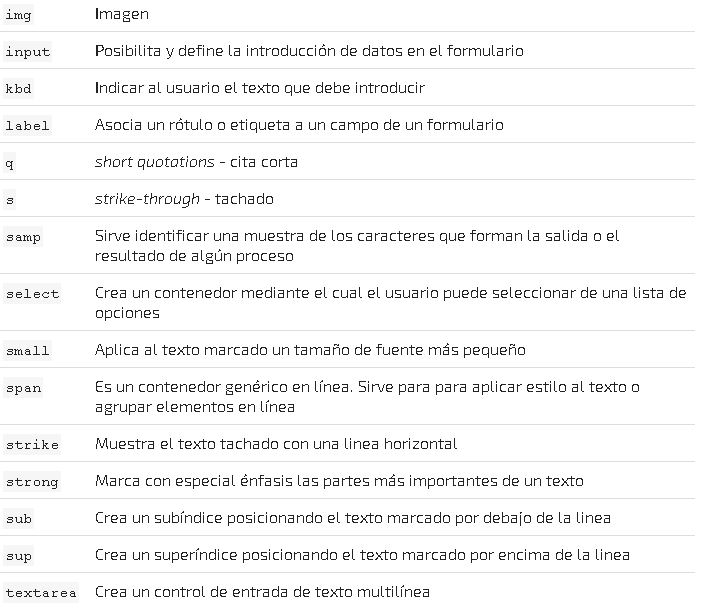 img Imagen
input Posibilita y define la introducción de datos en el formulario
kbd Indicar al usuario el texto que debe introducir
label Asocia un rótulo o etiqueta a un campo de un formulario
q short quotations - cita corta
s strike-through - tachado
samp Sirve identificar una muestra de los caracteres que forman la salida o el
resultado de algún proceso
select Crea un contenedor mediante el cual el usuario puede seleccionar de una lista de
opciones
small Aplica al texto marcado un tamaño de fuente más pequeño
span Es un contenedor genérico en línea. Sirve para para aplicar estilo al texto o
agrupar elementos en línea
strike Muestra el texto tachado con una linea horizontal
strong Marca con especial énfasis las partes más importantes de un texto
sub Crea un subíndice posicionando el texto marcado por debajo de la linea
sup Crea un superíndice posicionando el texto marcado por encima de la linea
textarea Crea un control de entrada de texto multilínea